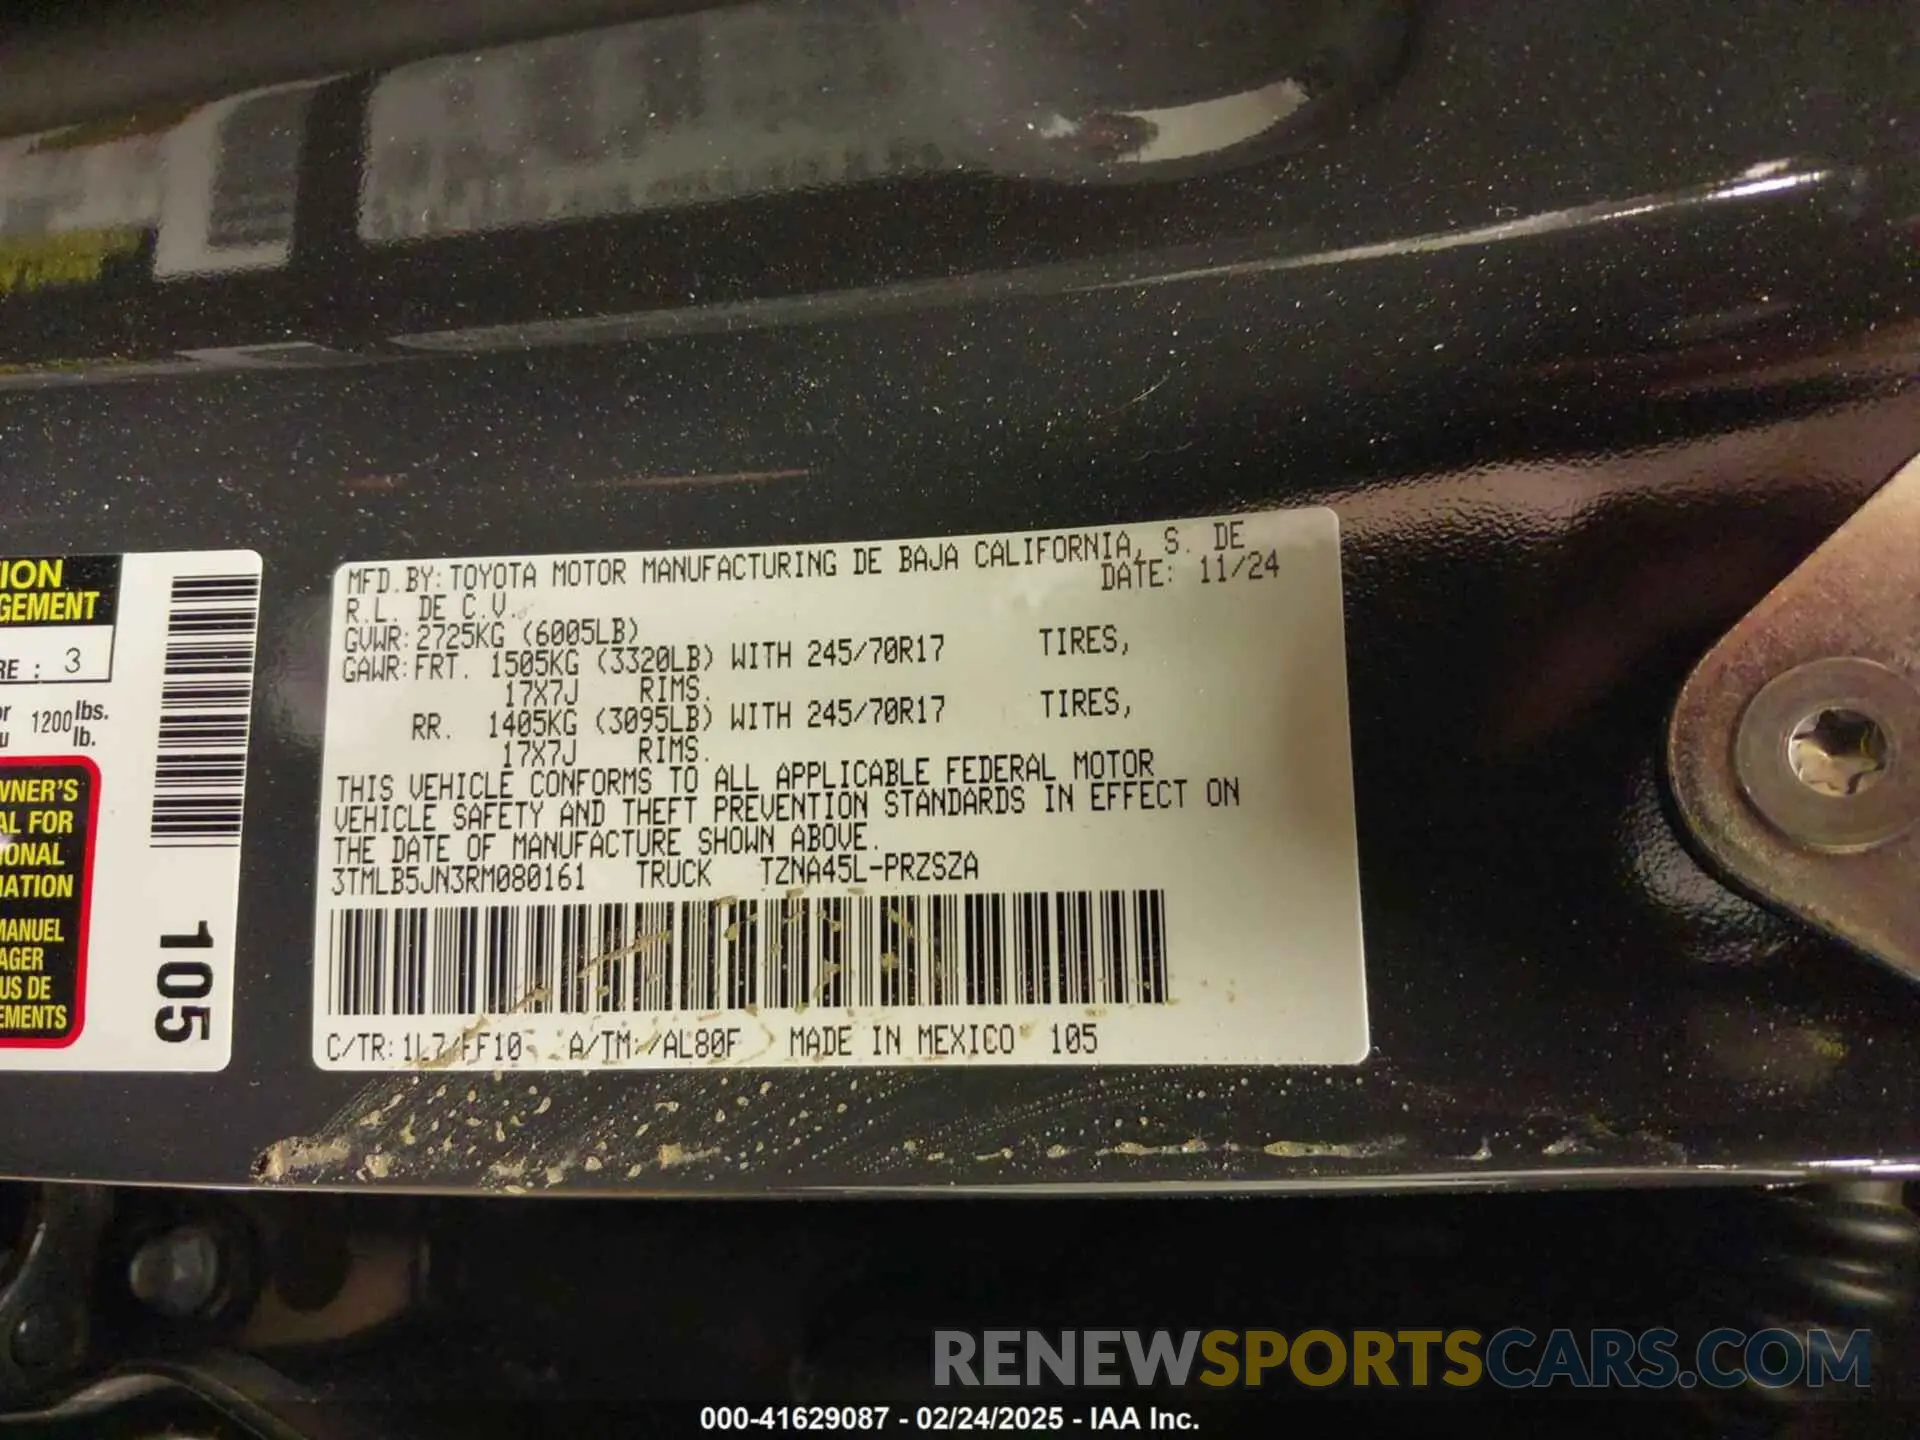 MFD.BY:TOYOTA MOTOR MANUFACTURING DE BAJA CALIFORNIA, S. DE
R.L. DE C.V. DATE: 11/24
GVWR:2725KG (6005LB)
GAWR:FRT. 1505KG (3320LB) WITH 245/70R17 TIRES,
17X7J RIMS.
RR. 1405KG (3095LB) WITH 245/70R17 TIRES,
17X7J RIMS.
THIS VEHICLE CONFORMS TO ALL APPLICABLE FEDERAL MOTOR
VEHICLE SAFETY AND THEFT PREVENTION STANDARDS IN EFFECT ON
THE DATE OF MANUFACTURE SHOWN ABOVE.
3TMLB5JN3RM080161 TRUCK TZNA45L-PRZSZA
C/TR:1L7/FF10 A/TM:/AL80F MADE IN MEXICO 105
ION
GEMENT
RE : 3
or
u
1200 lbs.
lb.
WNER'S
AL FOR
IONAL
MATION
MANUEL
AGER
US DE
EMENTS
105
RENEWSPORTSCARS.COM
000-41629087 - 02/24/2025 - IAA Inc.